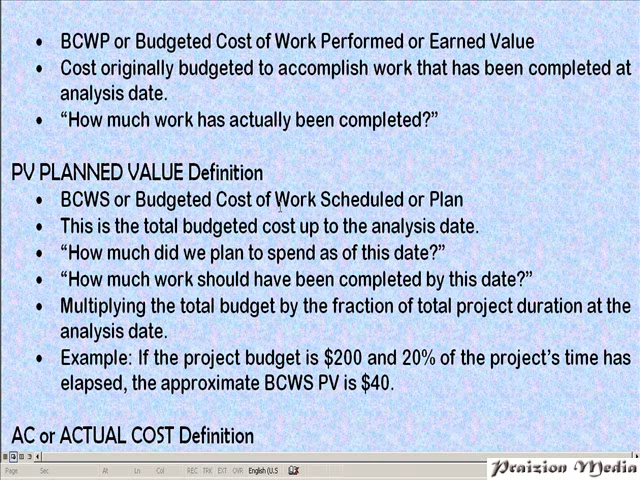 • BCWP or Budgeted Cost of Work Performed or Earned Value
• Cost originally budgeted to accomplish work that has been completed at
analysis date.
• “How much work has actually been completed?”
PV PLANNED VALUE Definition
• BCWS or Budgeted Cost of Work Scheduled or Plan
• This is the total budgeted cost up to the analysis date.
• “How much did we plan to spend as of this date?”
• “How much work should have been completed by this date?”
• Multiplying the total budget by the fraction of total project duration at the
analysis date.
• Example: If the project budget is $200 and 20% of the project’s time has
elapsed, the approximate BCWS PV is $40.
AC or ACTUAL COST Definition
Page Sec At Ln Col REC TRK EXT OVR English (U.S
Praizion Media